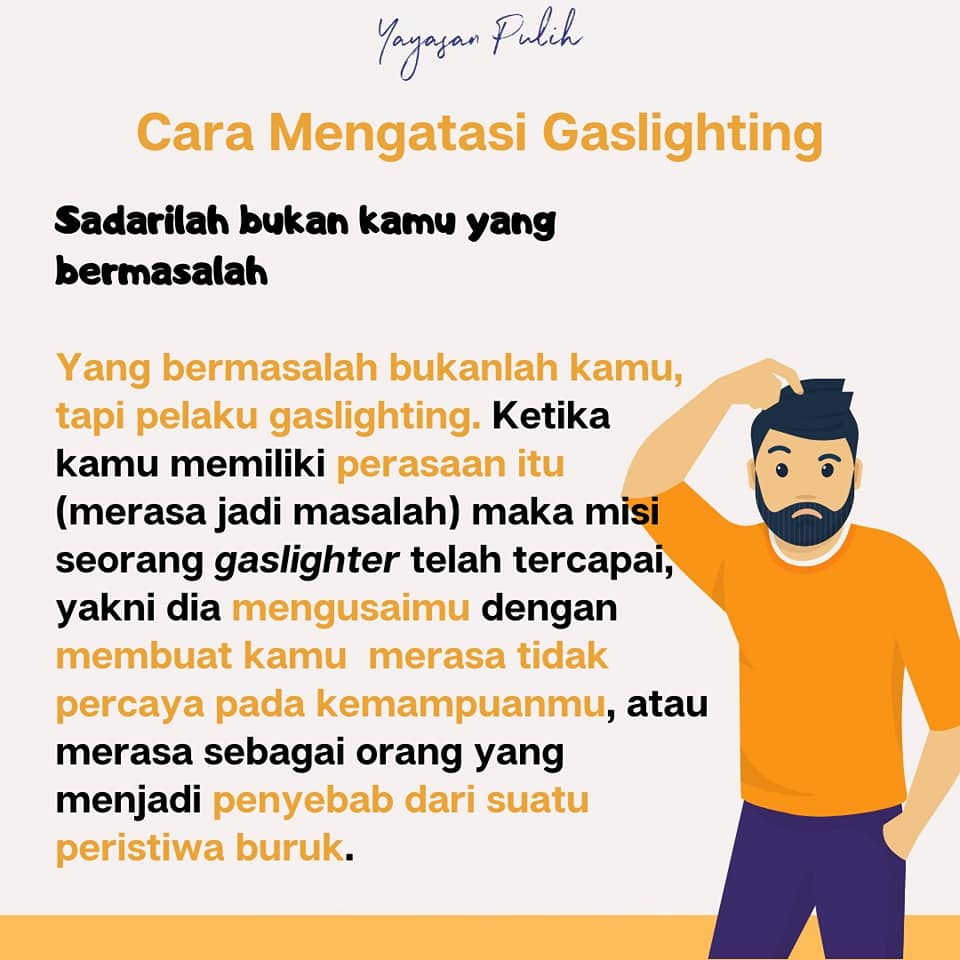 Yayasan Pulih
Cara Mengatasi Gaslighting
Sadarilah bukan kamu yang
bermasalah
Yang bermasalah bukanlah kamu,
tapi pelaku gaslighting. Ketika
kamu memiliki perasaan itu
(merasa jadi masalah) maka misi
seorang gaslighter telah tercapai,
yakni dia mengusaimu dengan
membuat kamu  merasa tidak
percaya pada kemampuanmu, atau
merasa sebagai orang yang
menjadi penyebab dari suatu
peristiwa buruk.